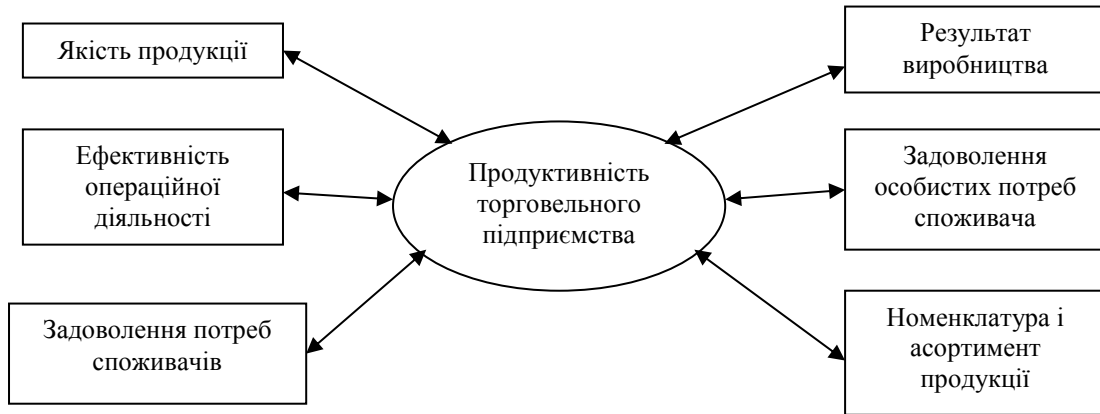 Якість продукції
Ефективність
операційної
діяльності
Задоволення потреб
споживачів
Продуктивність
торговельного
підприємства
Результат
виробництва
Задоволення
особистих потреб
споживача
Номенклатура і
асортимент
продукції